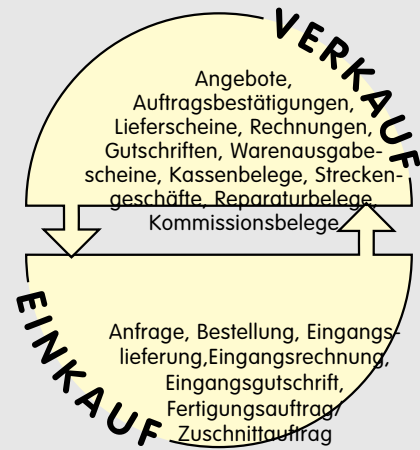 VERKAUF
Angebote,
Auftragsbestätigungen,
Lieferscheine, Rechnungen,
Gutschriften, Warenausgabe-
scheine, Kassenbelege, Strecken-
geschäfte, Reparaturbelege,
Kommissionsbelege
EINKAUF
Anfrage, Bestellung, Eingangs-
lieferung,Eingangsrechnung,
Eingangsgutschrift,
Fertigungsauftrag/
Zuschnittauftrag